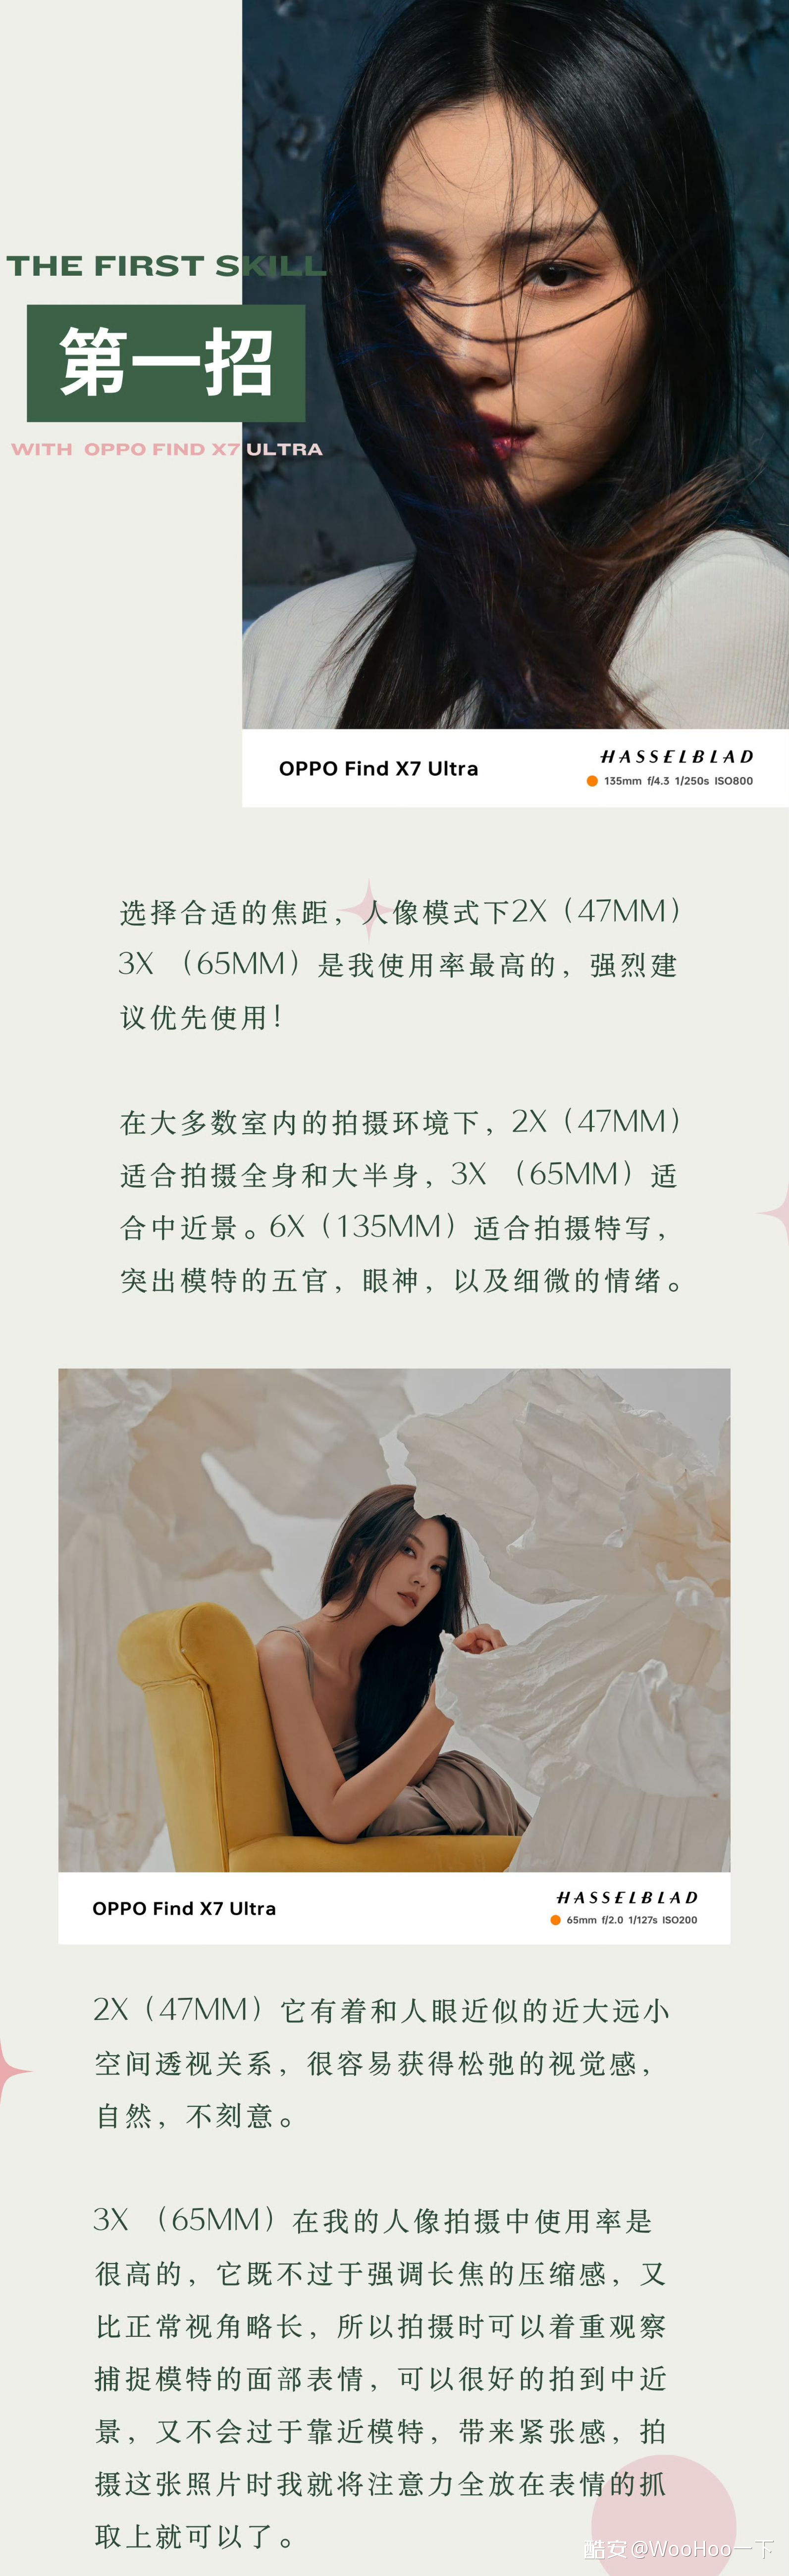 THE FIRST SKILL
第一招
WITH OPPO FIND X7 ULTRA
OPPO Find X7 Ultra
HASSELBLAD
135mm f/4.3 1/250s ISO800
选择合适的焦距，人像模式下2X（47MM）
3X （65MM）是我使用率最高的，强烈建
议优先使用！
在大多数室内的拍摄环境下，2X（47MM）
适合拍摄全身和大半身，3X （65MM）适
合中近景。6X（135MM）适合拍摄特写，
突出模特的五官，眼神，以及细微的情绪。
OPPO Find X7 Ultra
HASSELBLAD
65mm f/2.0 1/127s ISO200
2X（47MM）它有着和人眼近似的近大远小
空间透视关系，很容易获得松弛的视觉感，
自然，不刻意。
3X （65MM）在我的人像拍摄中使用率是
很高的，它既不过于强调长焦的压缩感，又
比正常视角略长，所以拍摄时可以着重观察
捕捉模特的面部表情，可以很好的拍到中近
景，又不会过于靠近模特，带来紧张感，拍
摄这张照片时我就将注意力全放在表情的抓
取上就可以了。
酷安@WooHoo一下